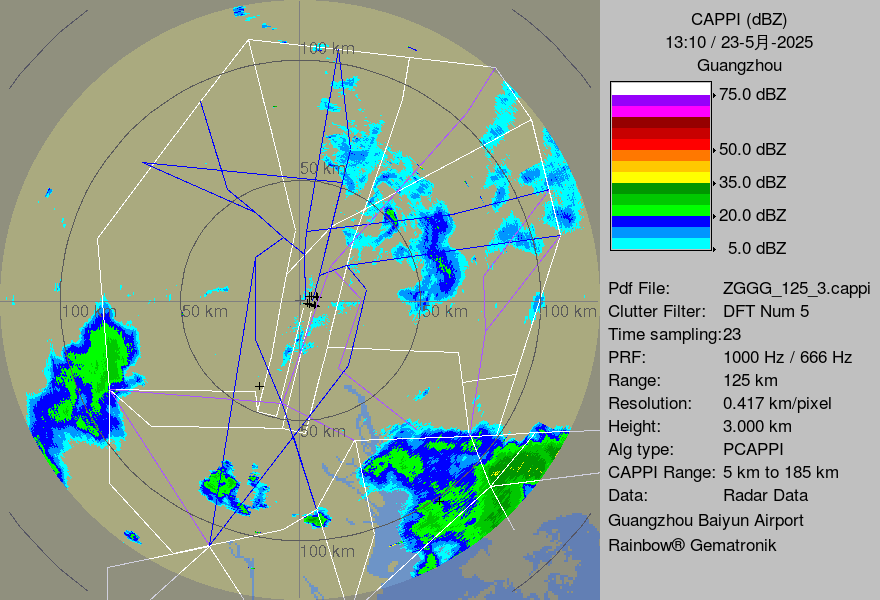 CAPPI (dBZ)
13:10 / 23-5月-2025
Guangzhou
75.0 dBZ
50.0 dBZ
35.0 dBZ
20.0 dBZ
5.0 dBZ
Pdf File: ZGGG_125_3.cappi
Clutter Filter: DFT Num 5
Time sampling:23
PRF: 1000 Hz / 666 Hz
Range: 125 km
Resolution: 0.417 km/pixel
Height: 3.000 km
Alg type: PCAPPI
CAPPI Range: 5 km to 185 km
Data: Radar Data
Guangzhou Baiyun Airport
Rainbow® Gematronik
100 km
50 km
100 km
50 km
50 km
100 km
50 km
100 km